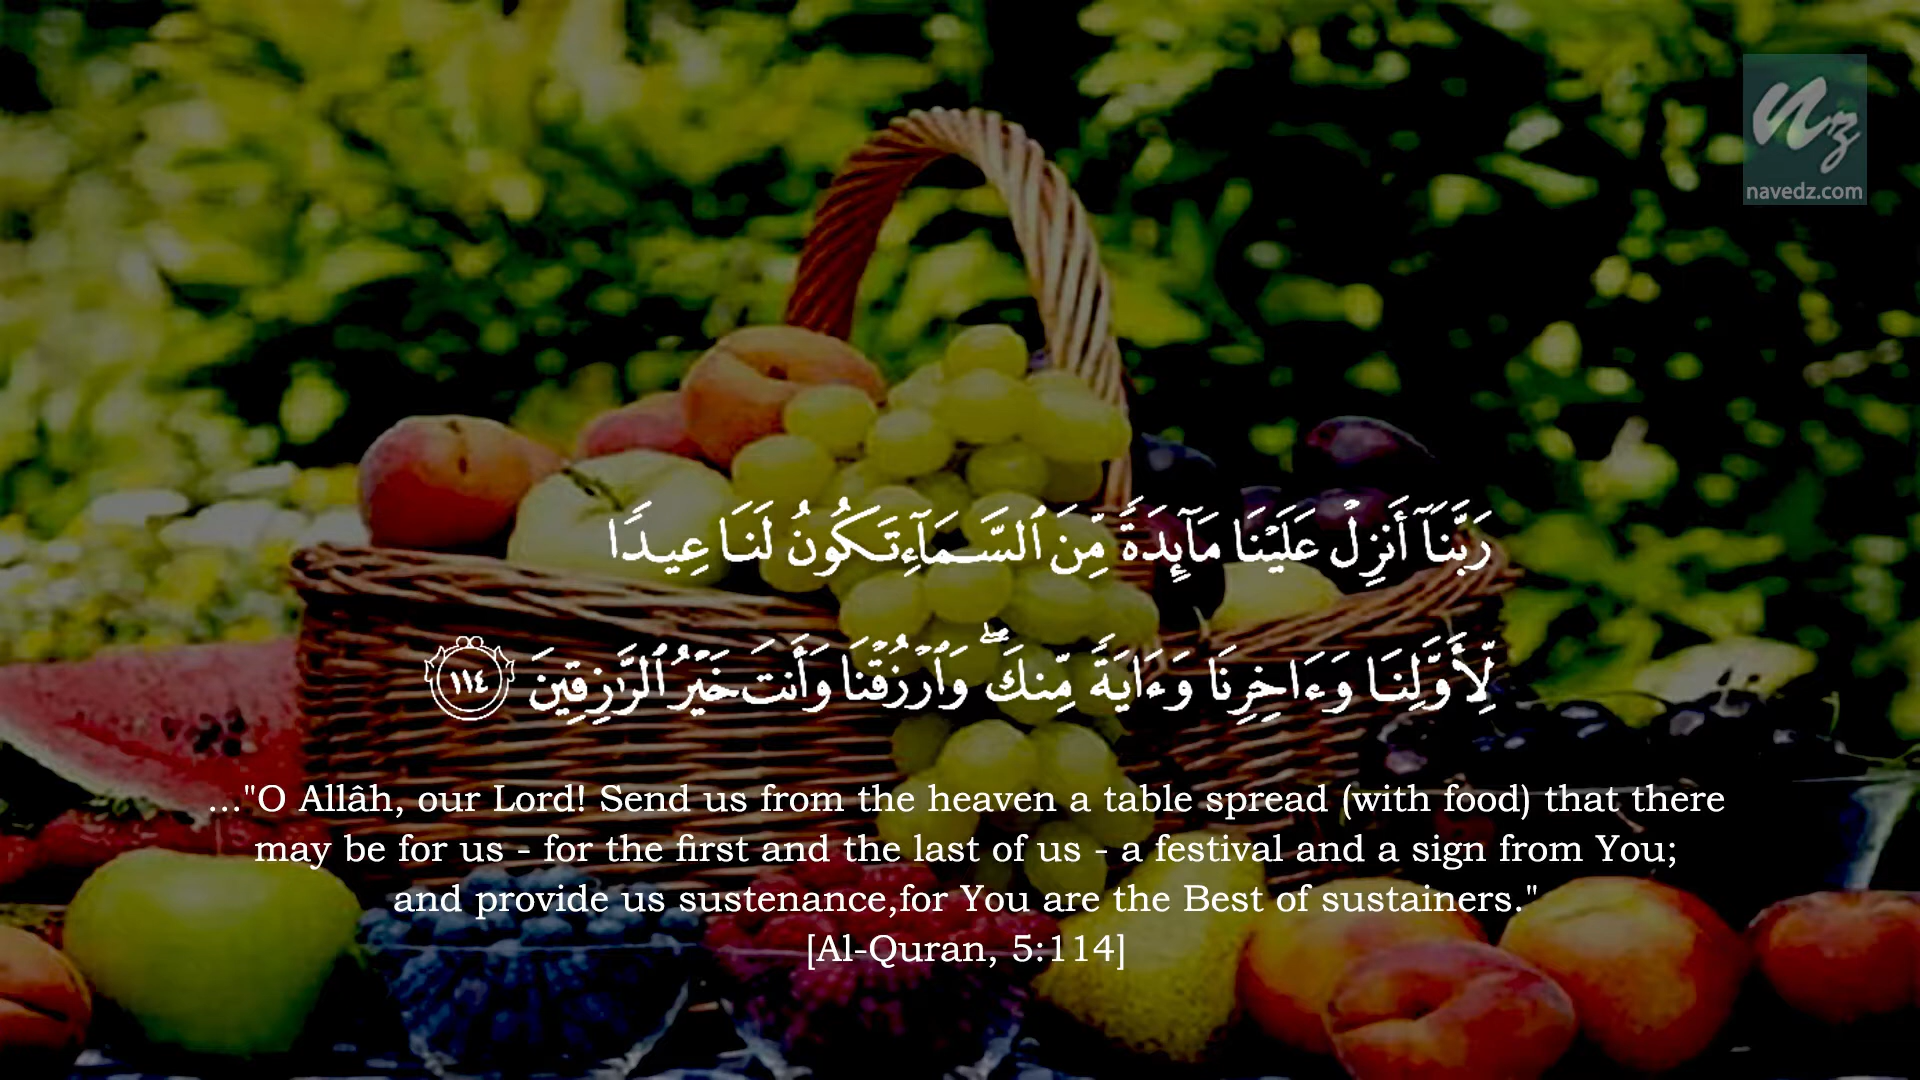 nz
navedz.com
رَبَّنَآ أَنزِلْ عَلَيْنَا مَآئِدَةً مِّنَ ٱلسَّمَآءِ تَكُونُ لَنَا عِيدًا
لِّأَوَّلِنَا وَءَاخِرِنَا وَءَايَةً مِّنكَ ۖ وَٱرْزُقْنَا وَأَنتَ خَيْرُ ٱلرَّٰزِقِينَ ١١٤
..."O Allâh, our Lord! Send us from the heaven a table spread (with food) that there
may be for us - for the first and the last of us - a festival and a sign from You;
and provide us sustenance,for You are the Best of sustainers."
[Al-Quran, 5:114]